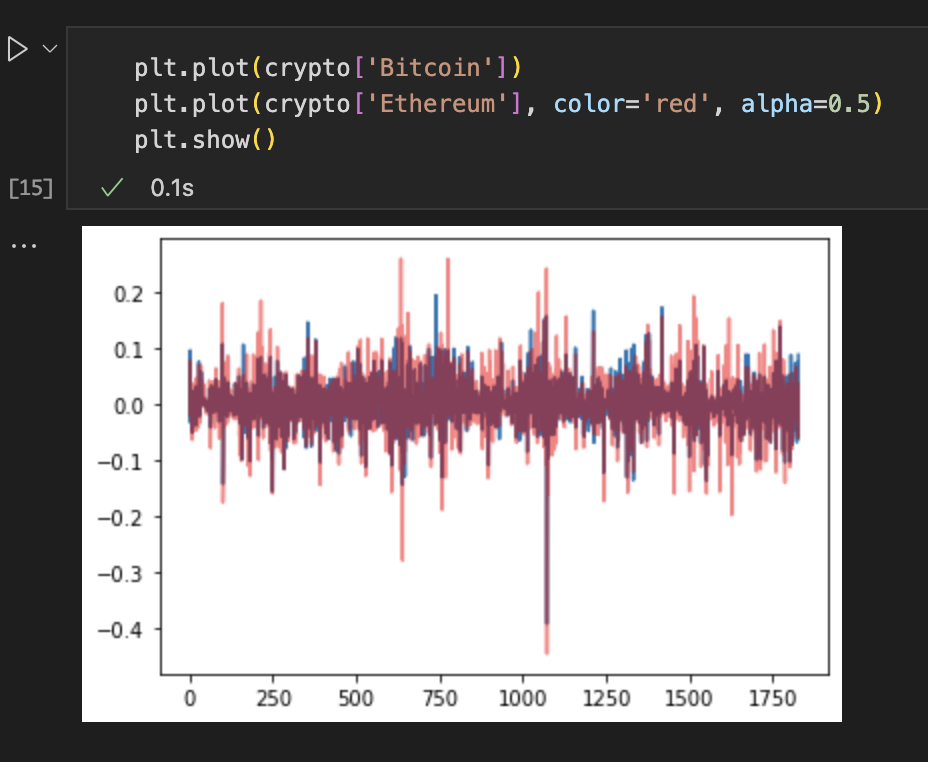 plt.plot(crypto['Bitcoin'])
plt.plot(crypto['Ethereum'], color='red', alpha=0.5)
plt.show()
[15] 0.1s
...
0.2
0.1
0.0
−0.1
−0.2
−0.3
−0.4
0 250 500 750 1000 1250 1500 1750